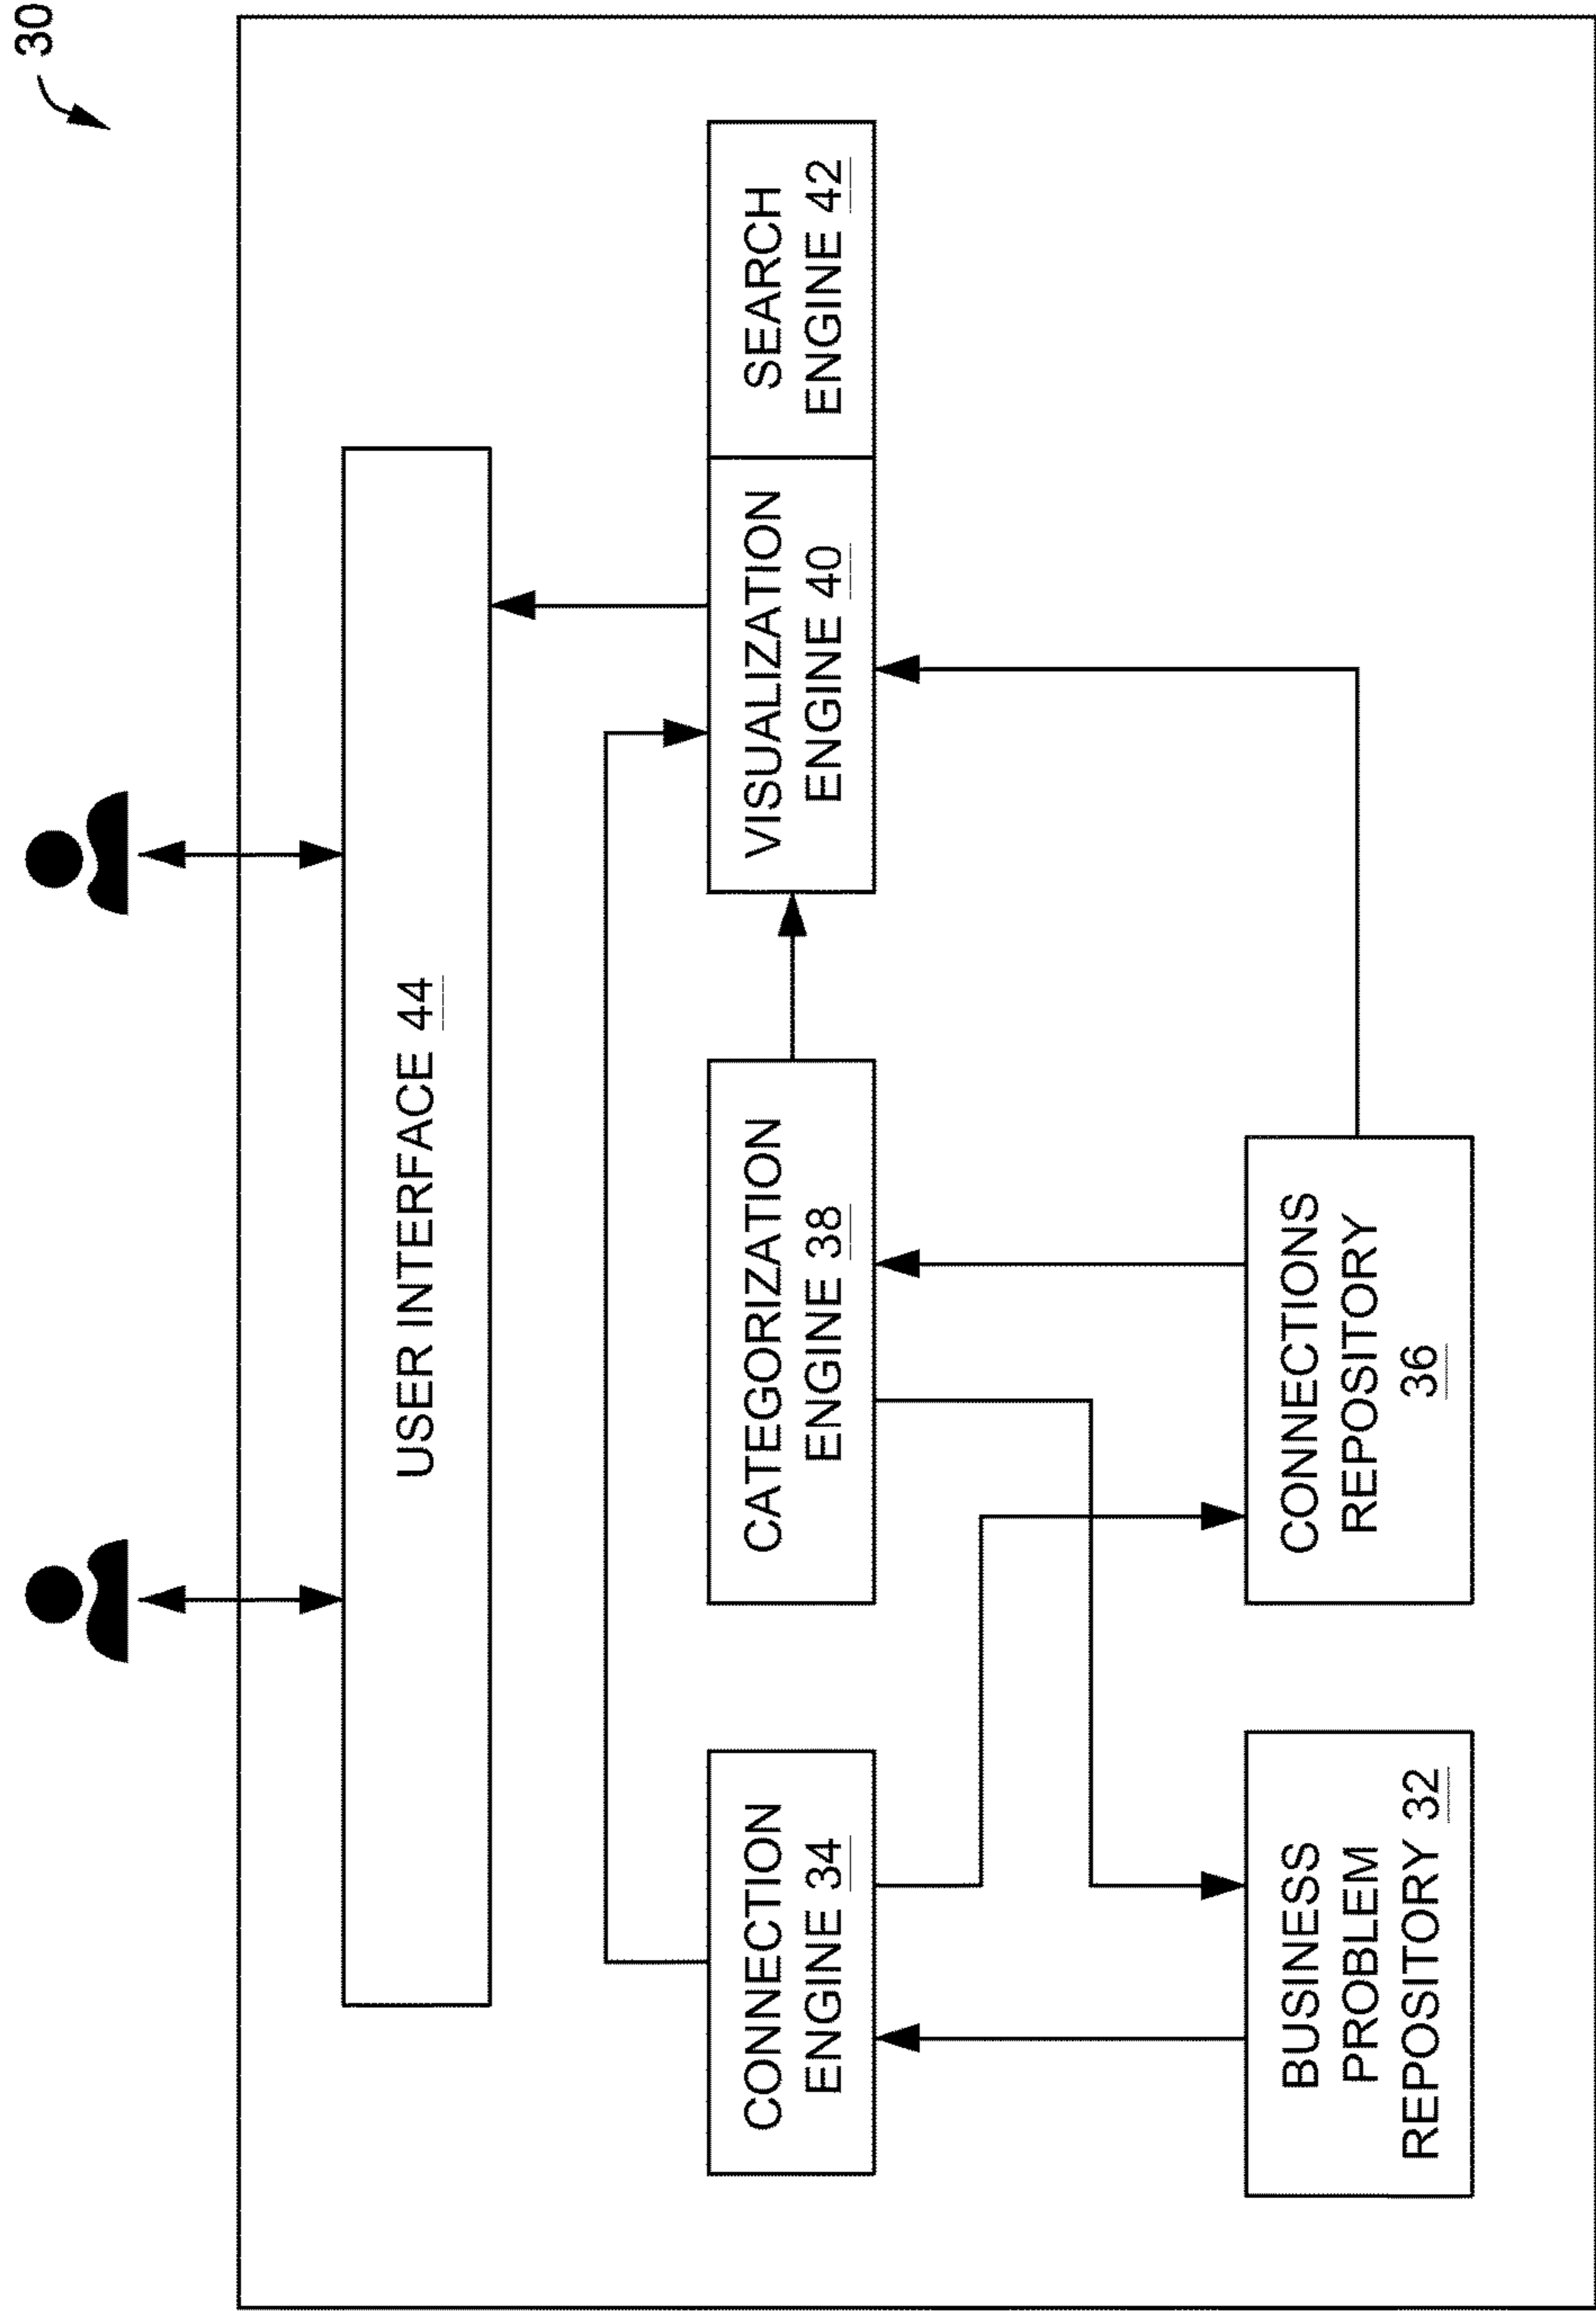 30
USER INTERFACE 44
CONNECTION
ENGINE 34
CATEGORIZATION
ENGINE 38
VISUALIZATION
ENGINE 40
SEARCH
ENGINE 42
BUSINESS
PROBLEM
REPOSITORY 32
CONNECTIONS
REPOSITORY
36